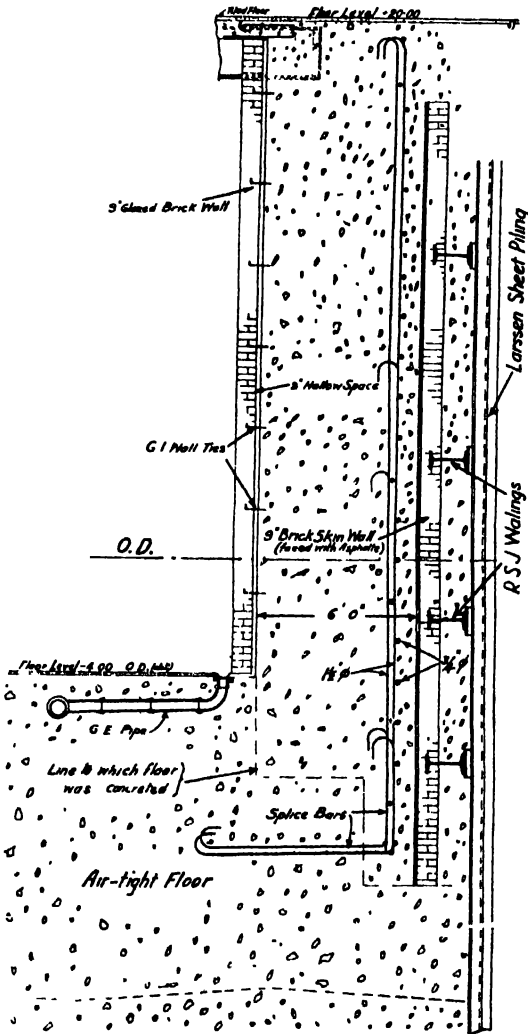 Floor Level - 20·00
9" Glazed Brick Wall
2" Hollow Space
G I Wall Ties
9" Brick Skin Wall
(faced with Asphalte)
O.D.
6' 0"
Larssen Sheet Piling
R S J Walings
Floor Level - 4·00 O.D.
G E Pipe
Line to which floor
was concreted
Splice Bars
Air-tight Floor